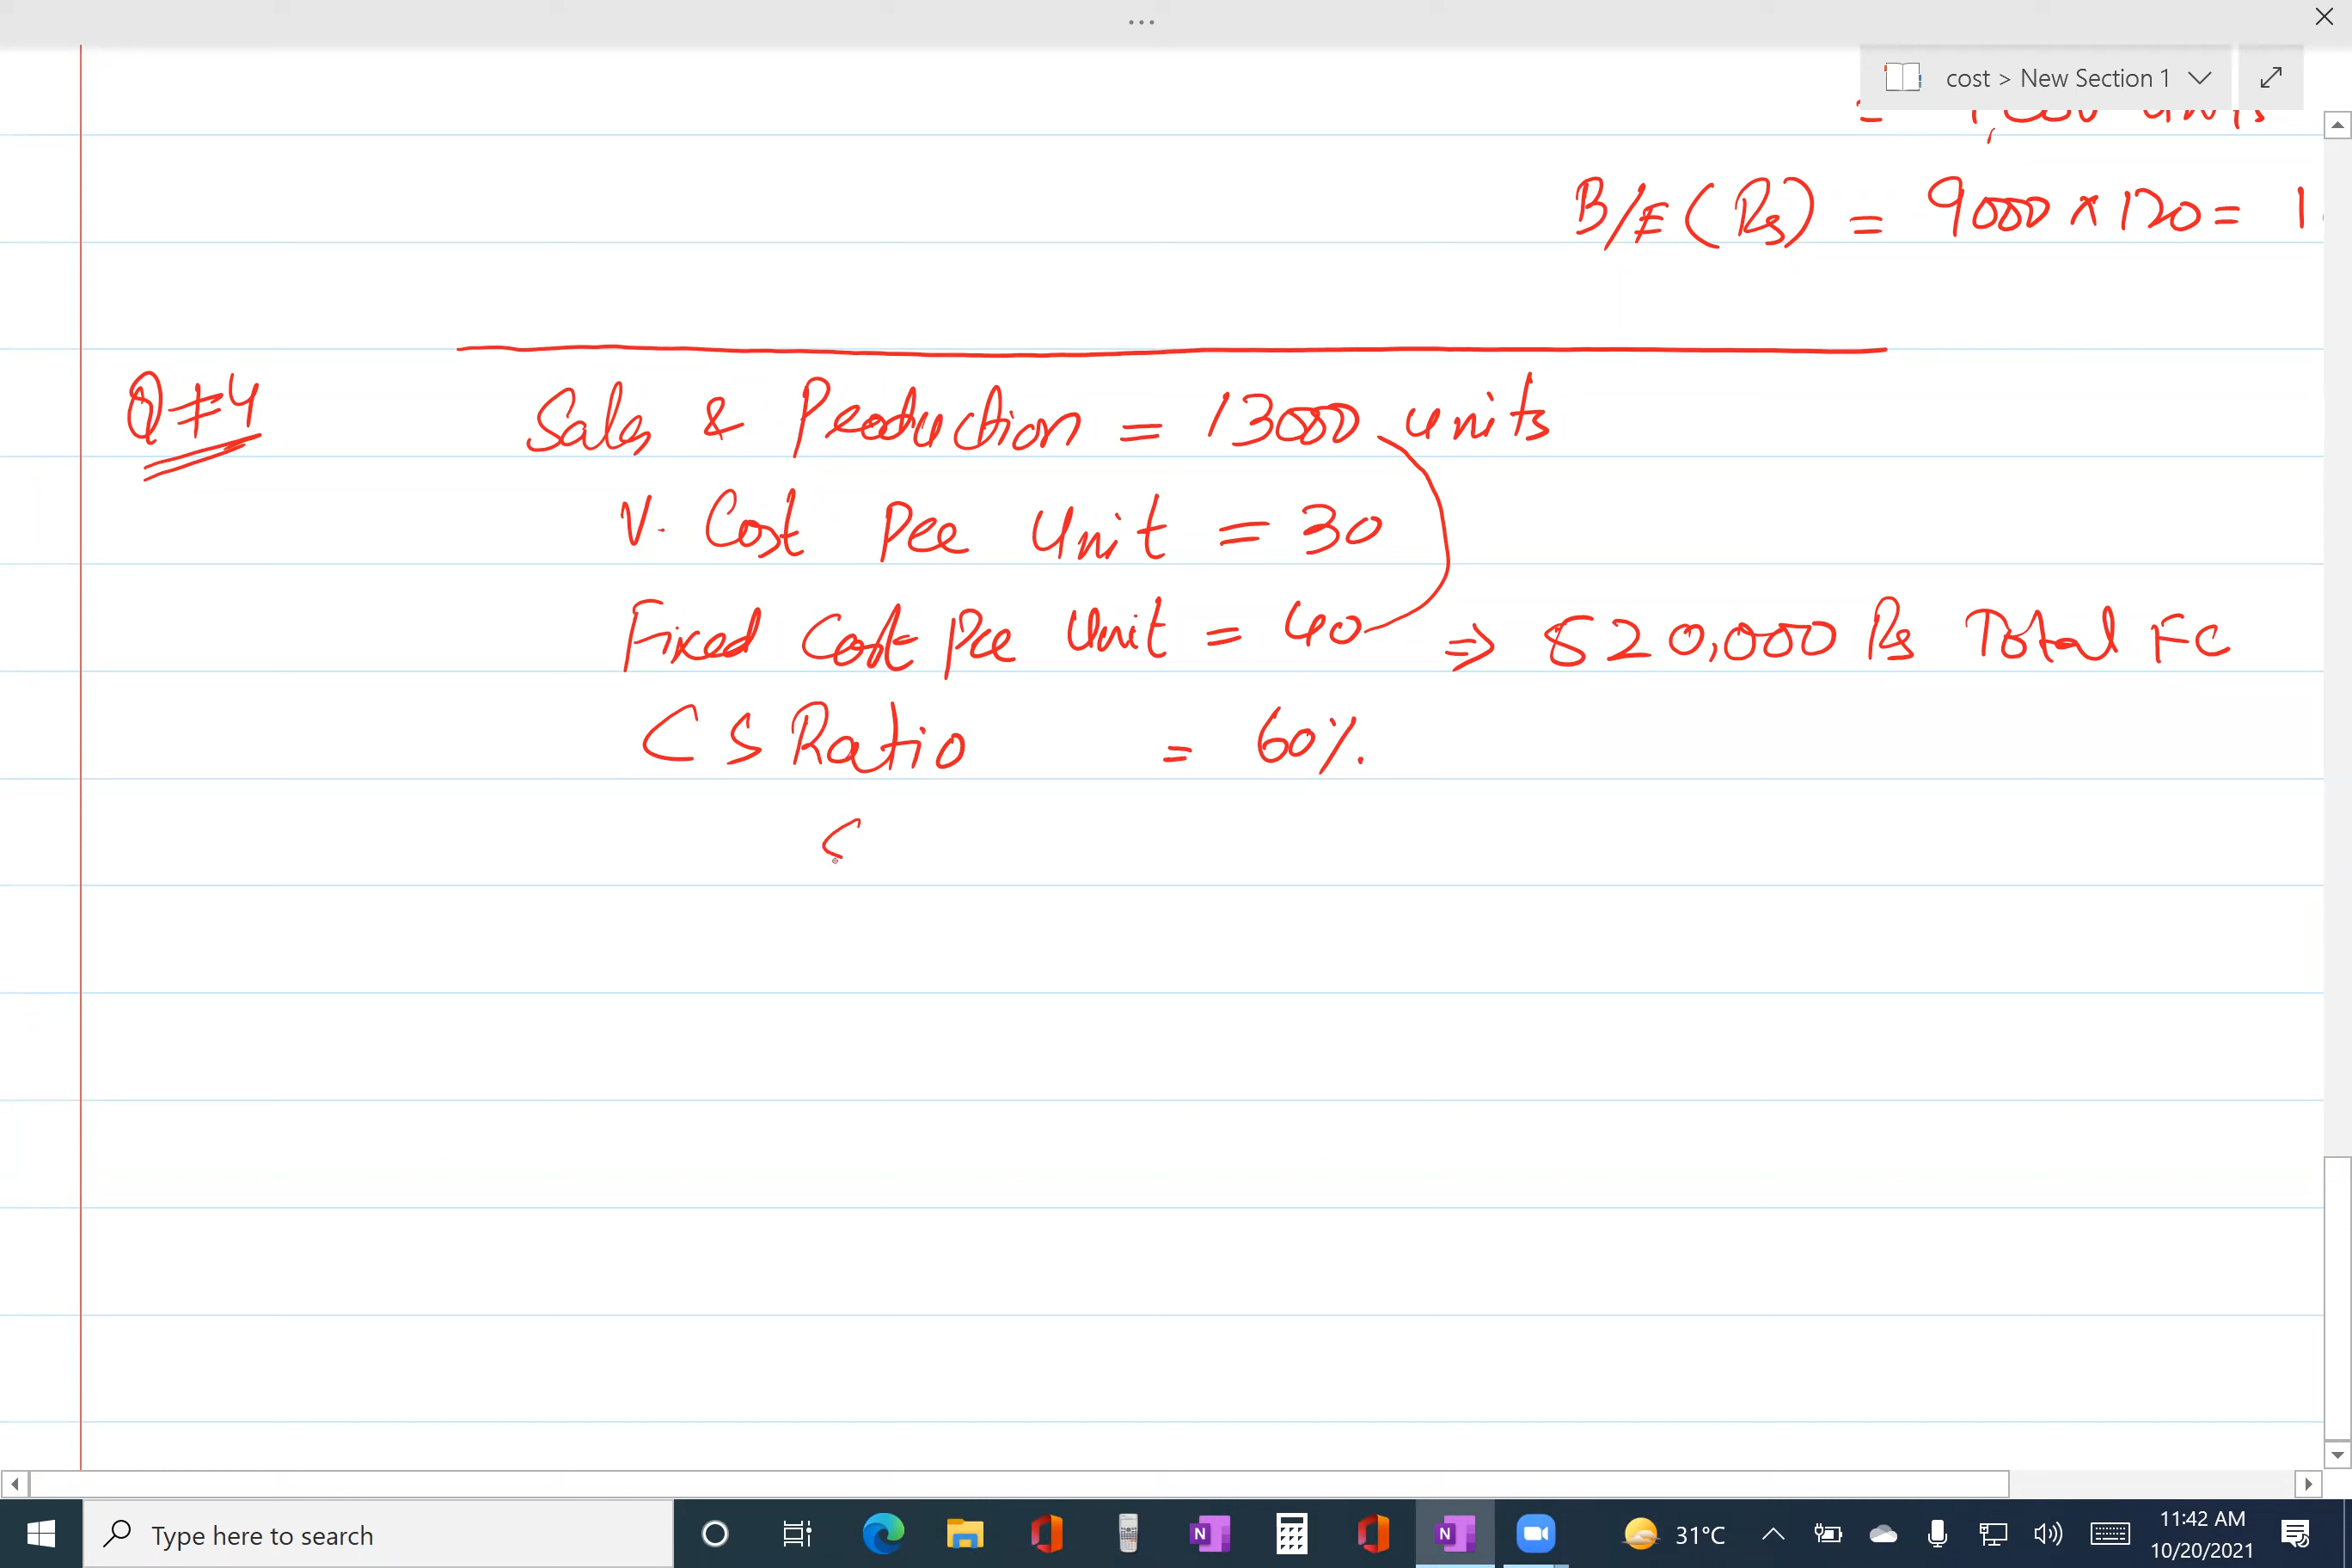 cost > New Section 1
B/E (Rs) = 9000 x 120 = 1
Q#4
Sales & Production = 13000 units
V. Cost Per Unit = 30
Fixed Cost Per Unit = 40 ⇒ 520,000 Rs Total FC
CS Ratio = 60%.
Type here to search
31°C
11:42 AM
10/20/2021